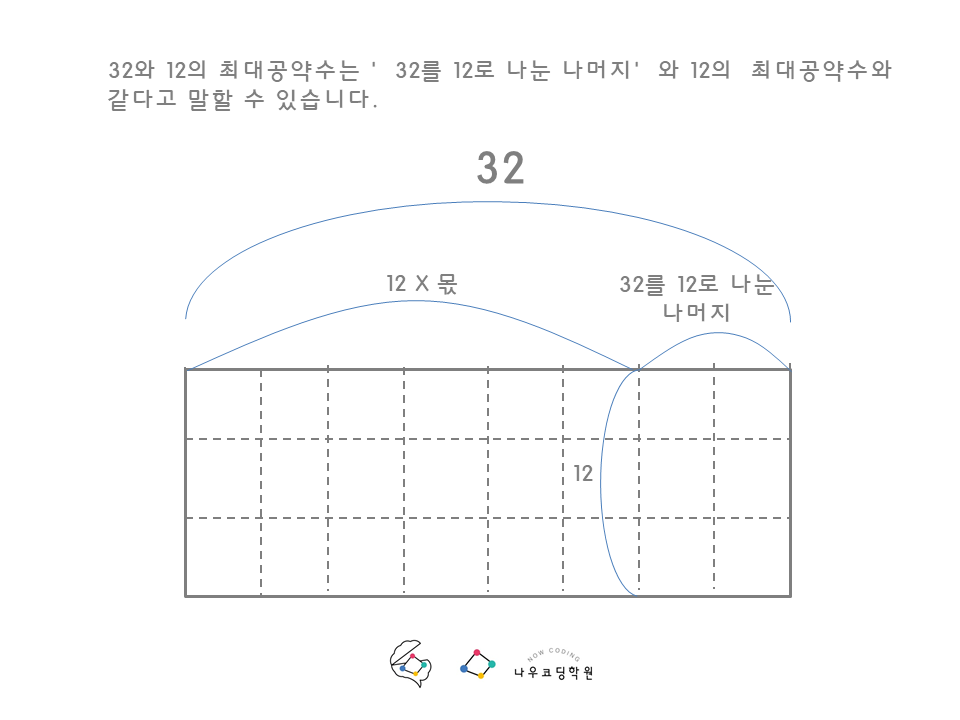 32와 12의 최대공약수는 ' 32를 12로 나눈 나머지' 와 12의 최대공약수와
같다고 말할 수 있습니다.
32
12 X 몫
32를 12로 나눈
나머지
12
NOW CODING
나우코딩학원